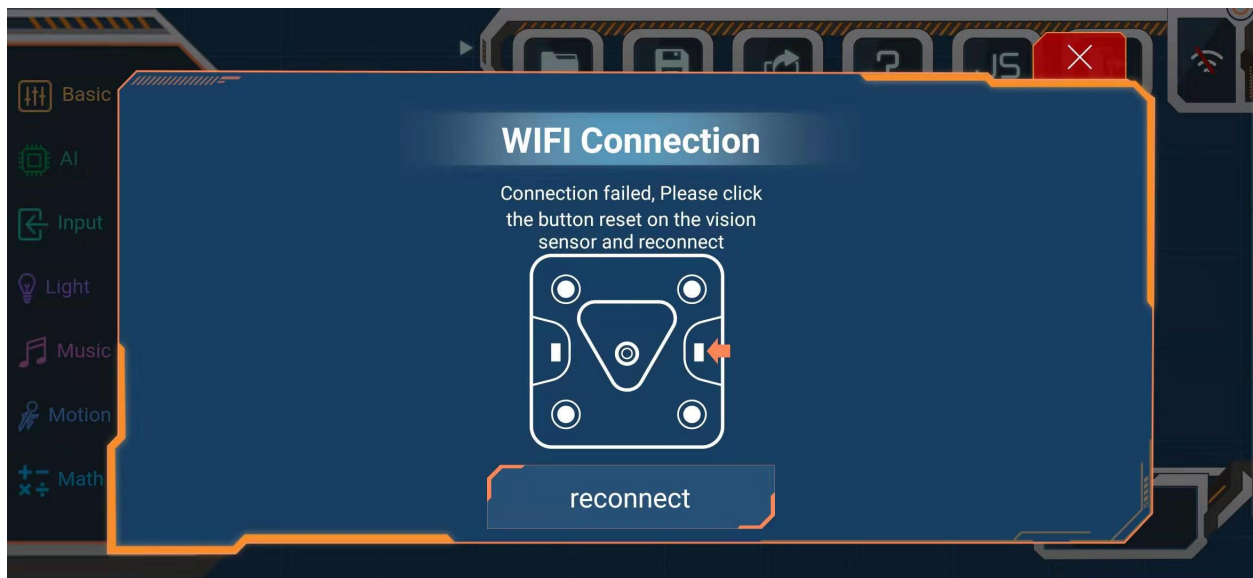 ?
JS
Basic
AI
Input
Light
Music
Motion
Math
WIFI Connection
Connection failed, Please click
the button reset on the vision
sensor and reconnect
reconnect